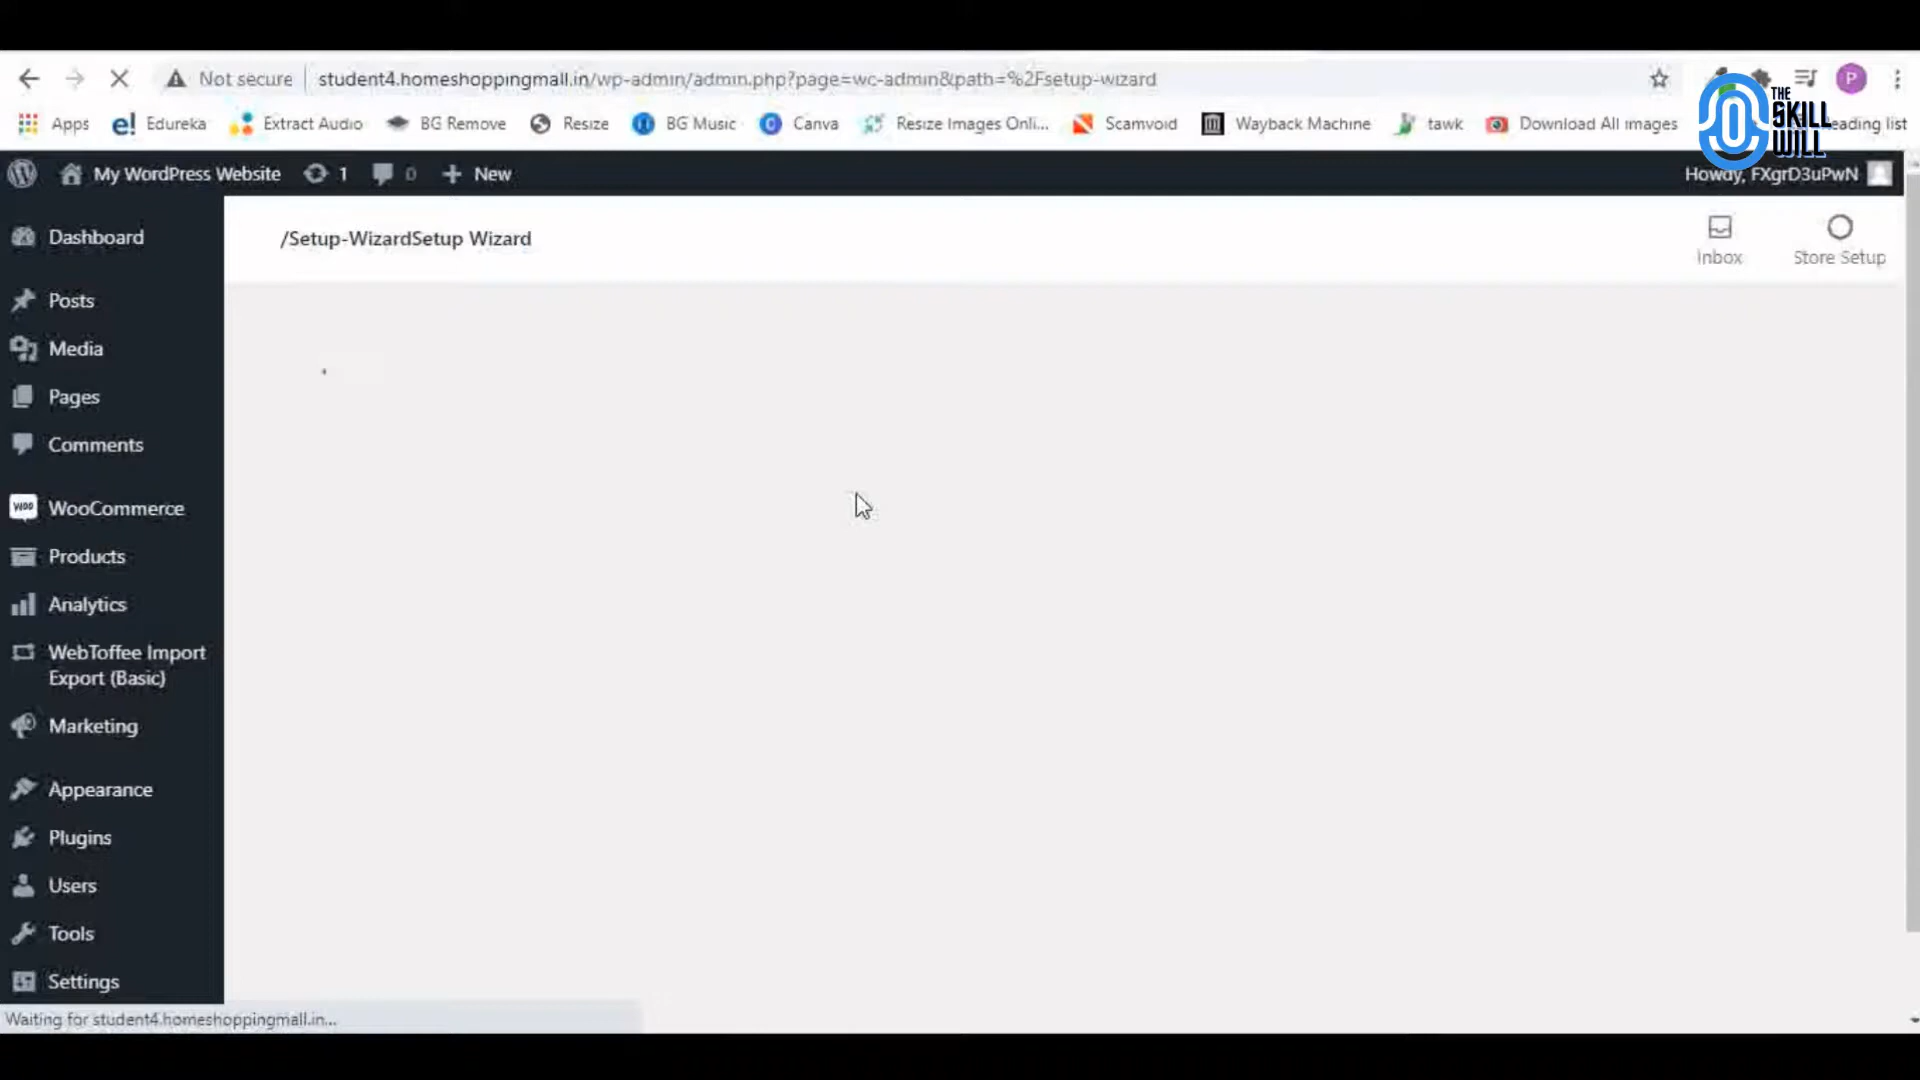 Not secure student4.homeshoppingmall.in/wp-admin/admin.php?page=wc-admin&path=%2Fsetup-wizard P
Apps e! Edureka Extract Audio BG Remove Resize BG Music Canva Resize Images Onli... Scamvoid Wayback Machine tawk Download All images eading list
THE
SKILL
WILL
My WordPress Website 1 0 New Howdy, FXgrD3uPwN
Dashboard
/Setup-WizardSetup Wizard
Inbox
Store Setup
Posts
Media
Pages
Comments
Woo WooCommerce
Products
Analytics
WebToffee Import
Export (Basic)
Marketing
Appearance
Plugins
Users
Tools
Settings
Waiting for student4.homeshoppingmall.in...